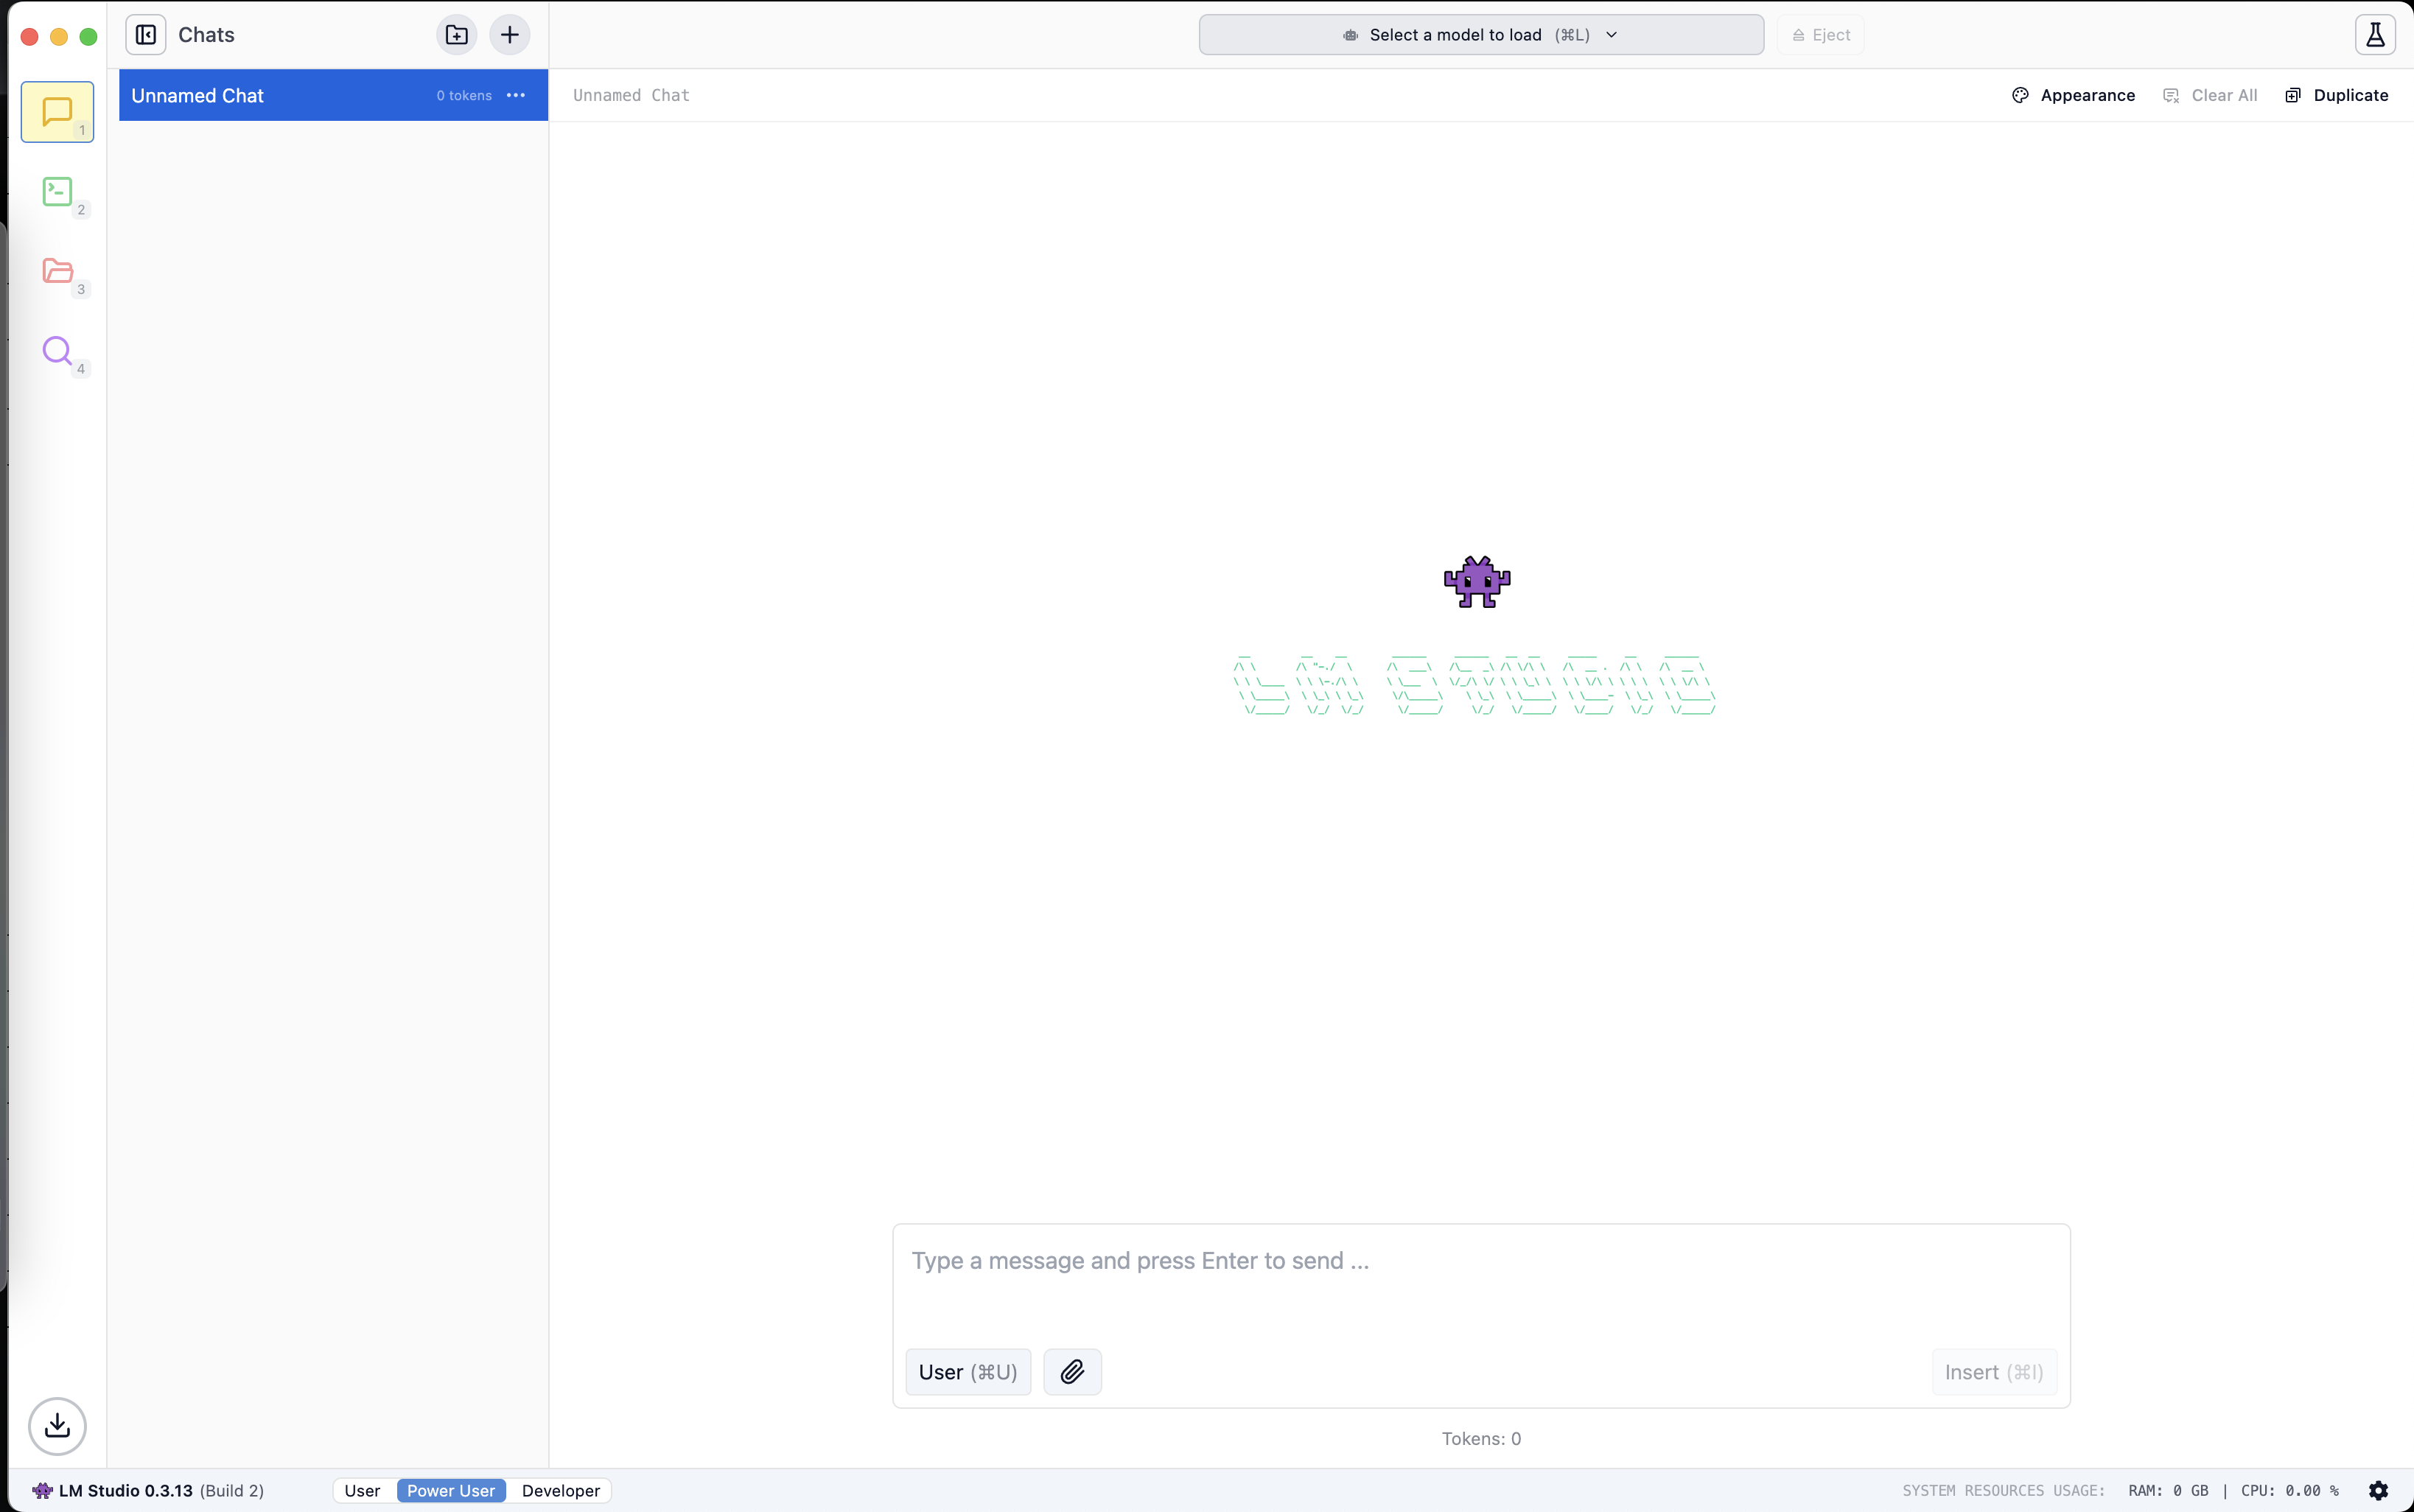 Chats
Select a model to load (⌘L)
Eject
Unnamed Chat
0 tokens
Unnamed Chat
Appearance
Clear All
Duplicate
1
2
3
4
LM STUDIO
Type a message and press Enter to send ...
User (⌘U)
Insert (⌘I)
Tokens: 0
LM Studio 0.3.13 (Build 2)
User
Power User
Developer
SYSTEM RESOURCES USAGE: RAM: 0 GB | CPU: 0.00 %